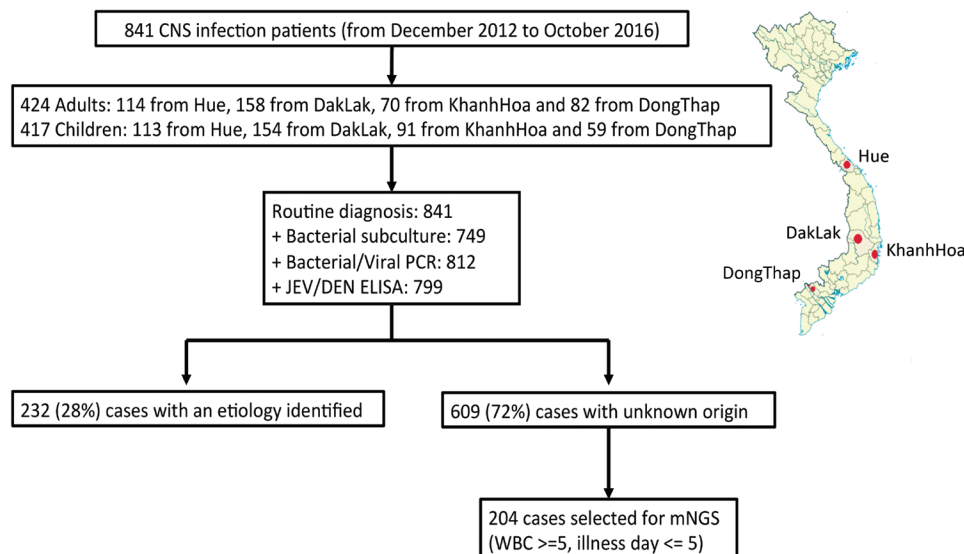 841 CNS infection patients (from December 2012 to October 2016)
424 Adults: 114 from Hue, 158 from DakLak, 70 from KhanhHoa and 82 from DongThap
417 Children: 113 from Hue, 154 from DakLak, 91 from KhanhHoa and 59 from DongThap
Routine diagnosis: 841
+ Bacterial subculture: 749
+ Bacterial/Viral PCR: 812
+ JEV/DEN ELISA: 799
232 (28%) cases with an etiology identified
609 (72%) cases with unknown origin
204 cases selected for mNGS
(WBC >=5, illness day <= 5)
Hue
DakLak
KhanhHoa
DongThap